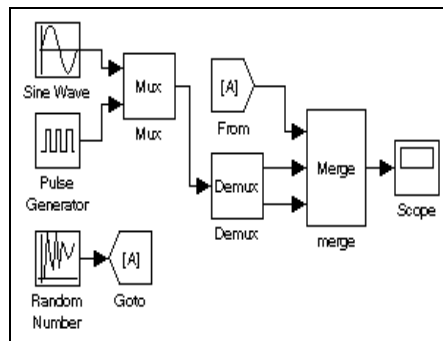 Sine Wave
Mux
Mux
[A]
From
Pulse
Generator
Demux
Demux
Merge
merge
Scope
Random
Number
[A]
Goto